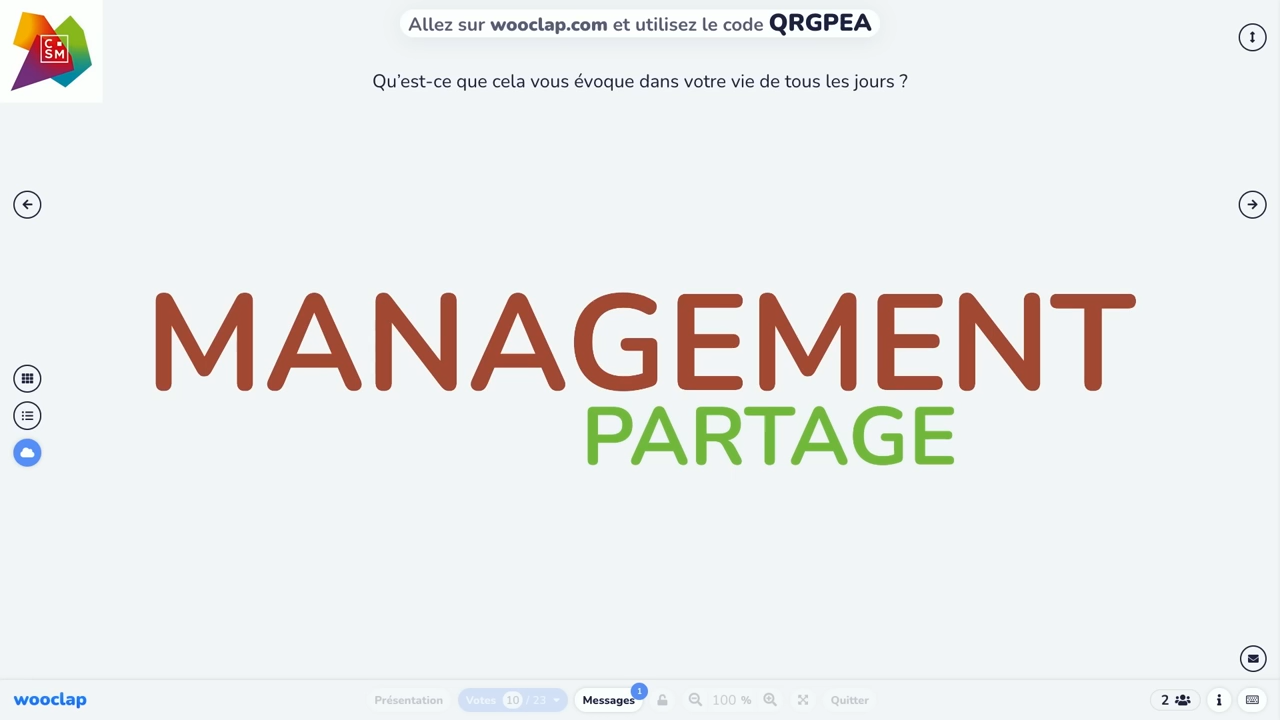 Allez sur wooclap.com et utilisez le code QRGPEA
C SM
Qu'est-ce que cela vous évoque dans votre vie de tous les jours ?
MANAGEMENT
PARTAGE
wooclap
Présentation
Votes 10 / 23
Messages 1
100 %
Quitter
2